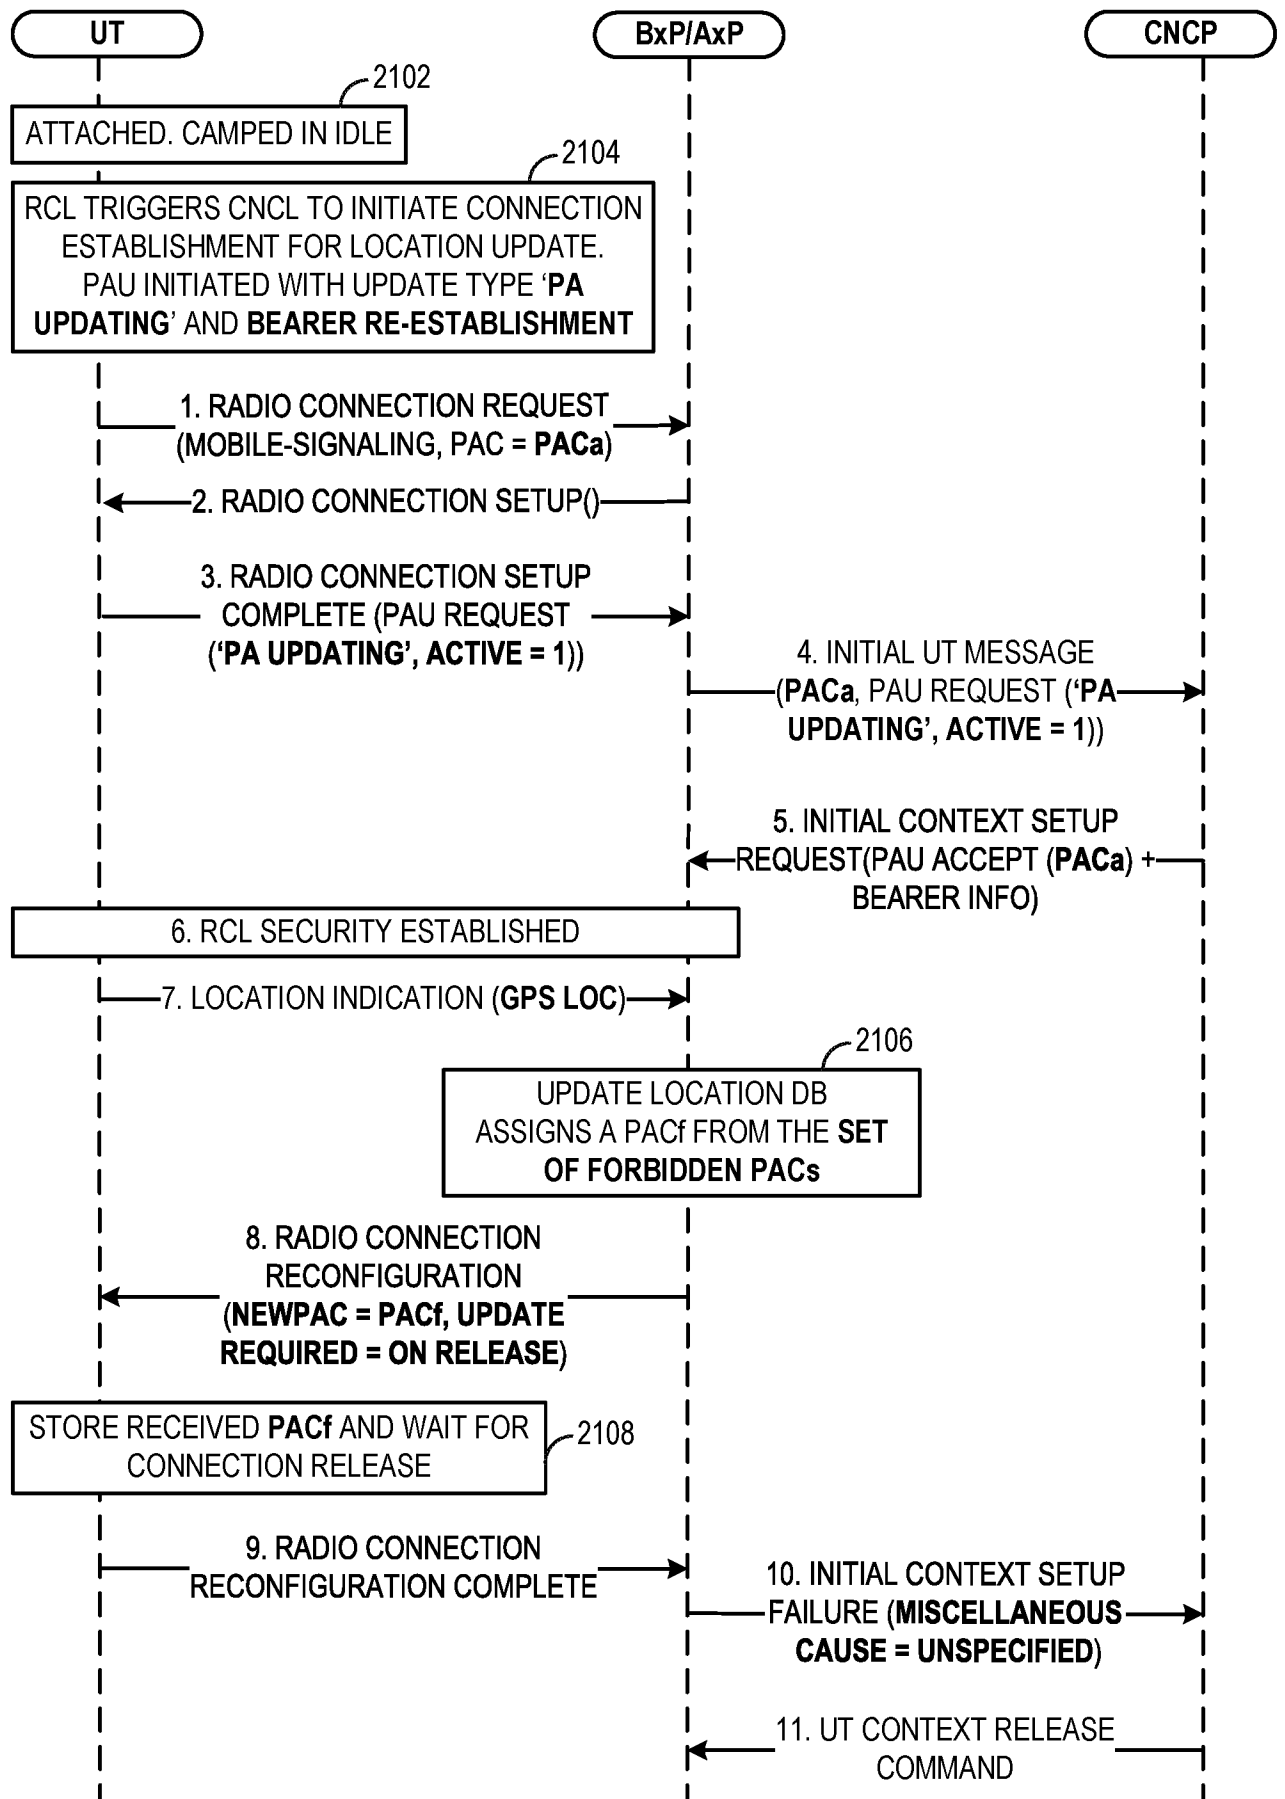 UT
BxP/AxP
CNCP
2102
ATTACHED. CAMPED IN IDLE
2104
RCL TRIGGERS CNCL TO INITIATE CONNECTION
ESTABLISHMENT FOR LOCATION UPDATE.
PAU INITIATED WITH UPDATE TYPE ‘PA
UPDATING’ AND BEARER RE-ESTABLISHMENT
1. RADIO CONNECTION REQUEST
(MOBILE-SIGNALING, PAC = PACa)
2. RADIO CONNECTION SETUP()
3. RADIO CONNECTION SETUP
COMPLETE (PAU REQUEST
(‘PA UPDATING’, ACTIVE = 1))
4. INITIAL UT MESSAGE
(PACa, PAU REQUEST (‘PA
UPDATING’, ACTIVE = 1))
5. INITIAL CONTEXT SETUP
REQUEST(PAU ACCEPT (PACa) +
BEARER INFO)
6. RCL SECURITY ESTABLISHED
7. LOCATION INDICATION (GPS LOC)
2106
UPDATE LOCATION DB
ASSIGNS A PACf FROM THE SET
OF FORBIDDEN PACs
8. RADIO CONNECTION
RECONFIGURATION
(NEWPAC = PACf, UPDATE
REQUIRED = ON RELEASE)
STORE RECEIVED PACf AND WAIT FOR
CONNECTION RELEASE
2108
9. RADIO CONNECTION
RECONFIGURATION COMPLETE
10. INITIAL CONTEXT SETUP
FAILURE (MISCELLANEOUS
CAUSE = UNSPECIFIED)
11. UT CONTEXT RELEASE
COMMAND